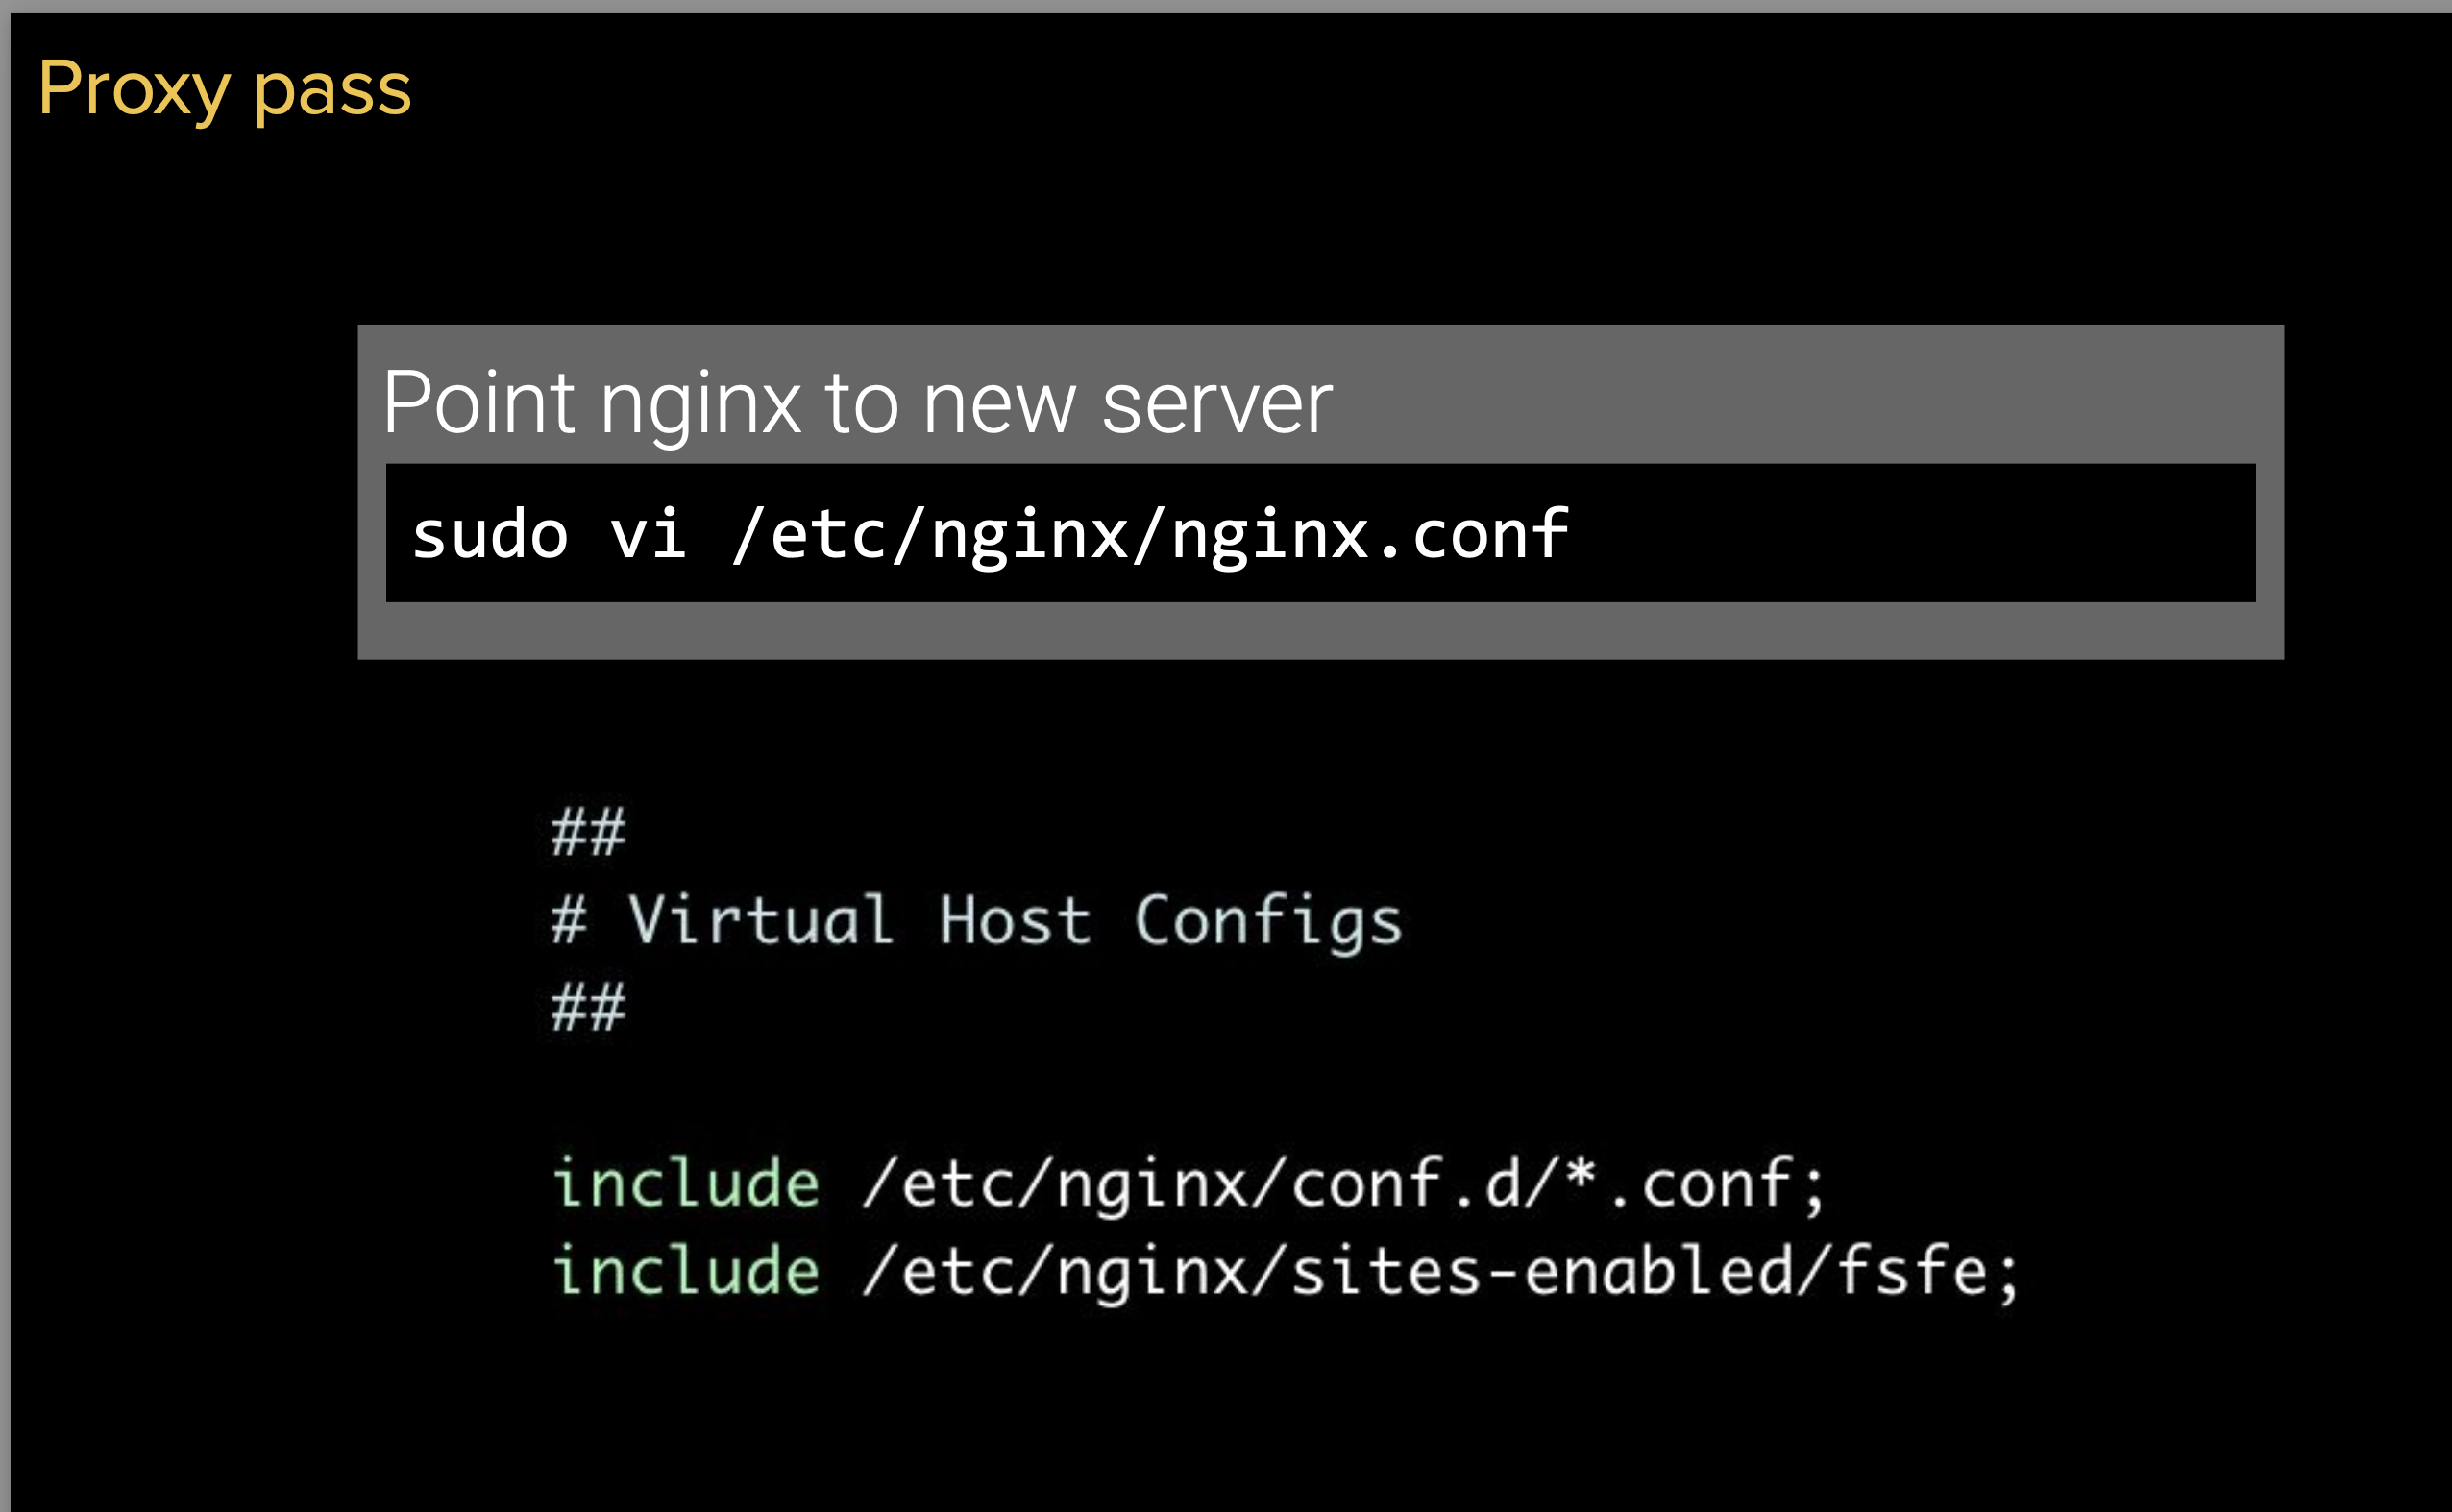 Proxy pass
Point nginx to new server
sudo vi /etc/nginx/nginx.conf
##
# Virtual Host Configs
##
include /etc/nginx/conf.d/*.conf;
include /etc/nginx/sites-enabled/fsfe;